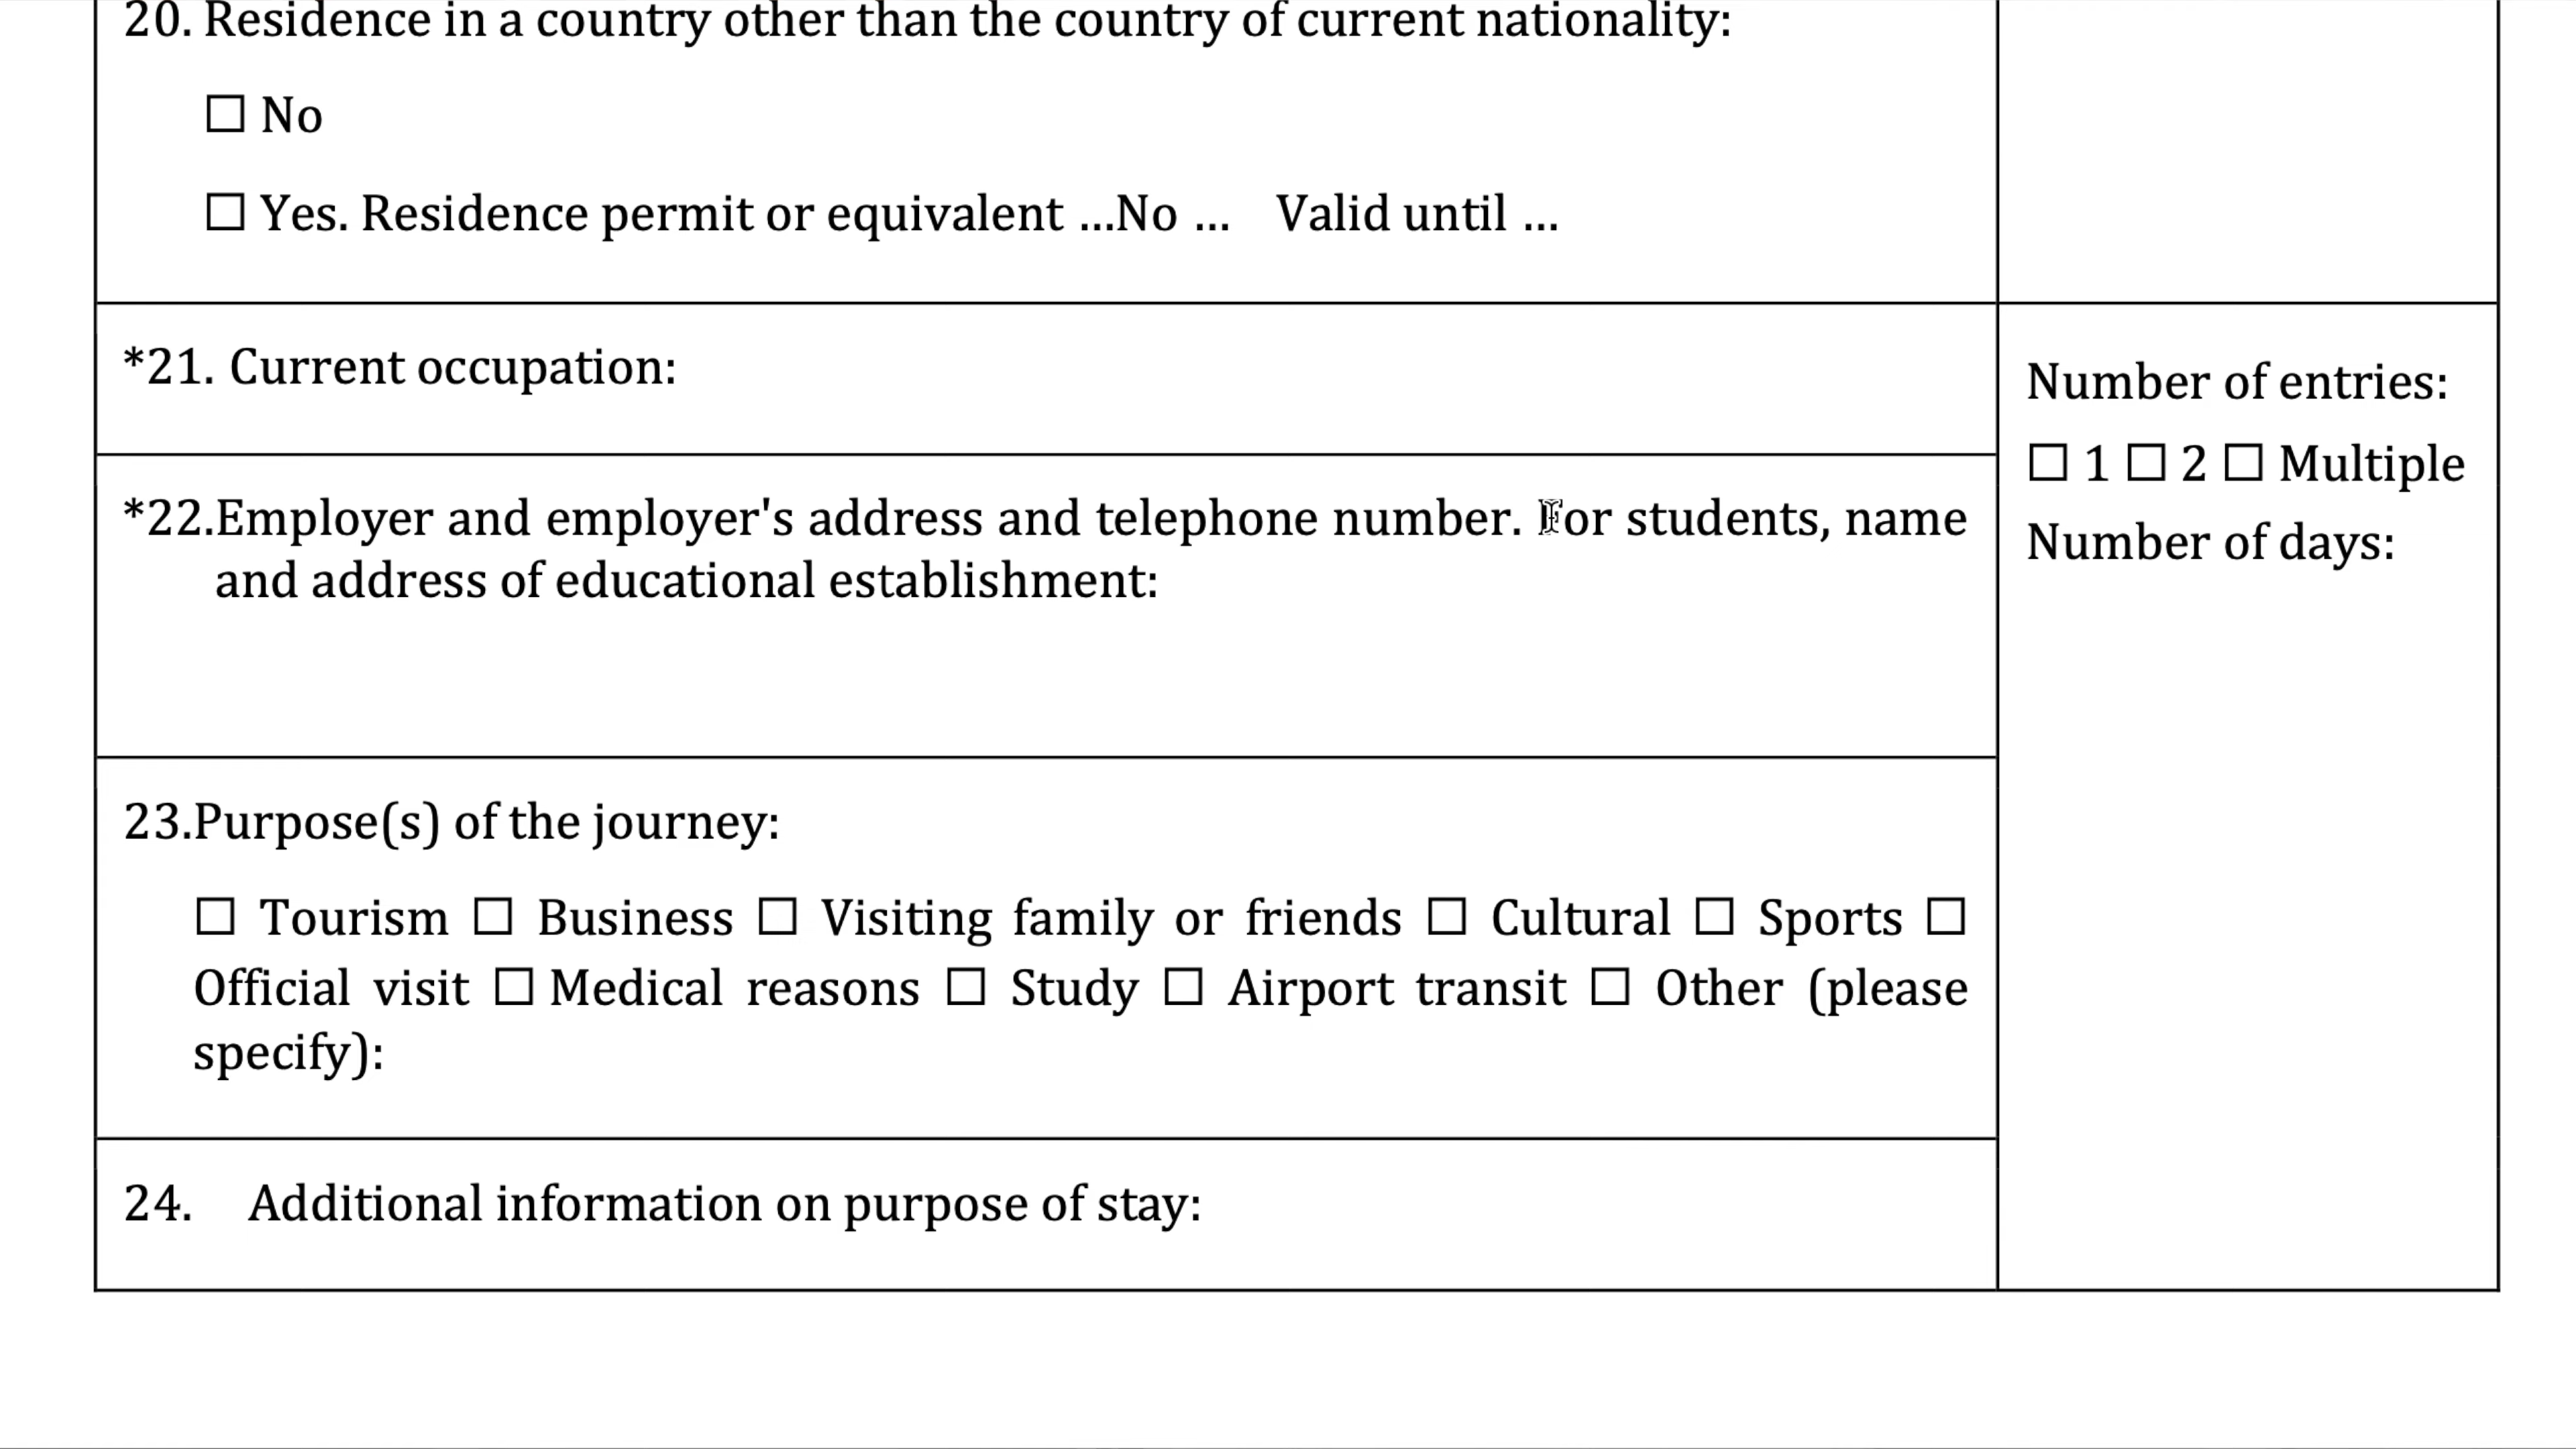 20. Residence in a country other than the country of current nationality:
☐ No
☐ Yes. Residence permit or equivalent ...No ... Valid until ...
*21. Current occupation:
*22.Employer and employer's address and telephone number. For students, name
and address of educational establishment:
23.Purpose(s) of the journey:
☐ Tourism ☐ Business ☐ Visiting family or friends ☐ Cultural ☐ Sports ☐
Official visit ☐ Medical reasons ☐ Study ☐ Airport transit ☐ Other (please
specify):
24. Additional information on purpose of stay:
Number of entries:
☐ 1 ☐ 2 ☐ Multiple
Number of days: